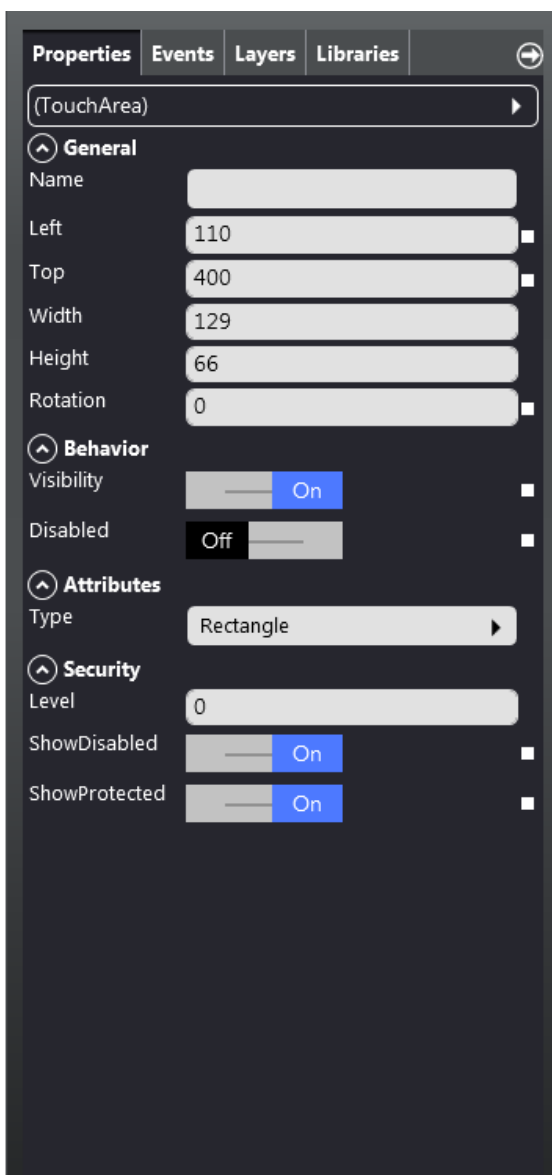 Properties Events Layers Libraries
(TouchArea)
General
Name
Left 110
Top 400
Width 129
Height 66
Rotation 0
Behavior
Visibility On
Disabled Off
Attributes
Type Rectangle
Security
Level 0
ShowDisabled On
ShowProtected On